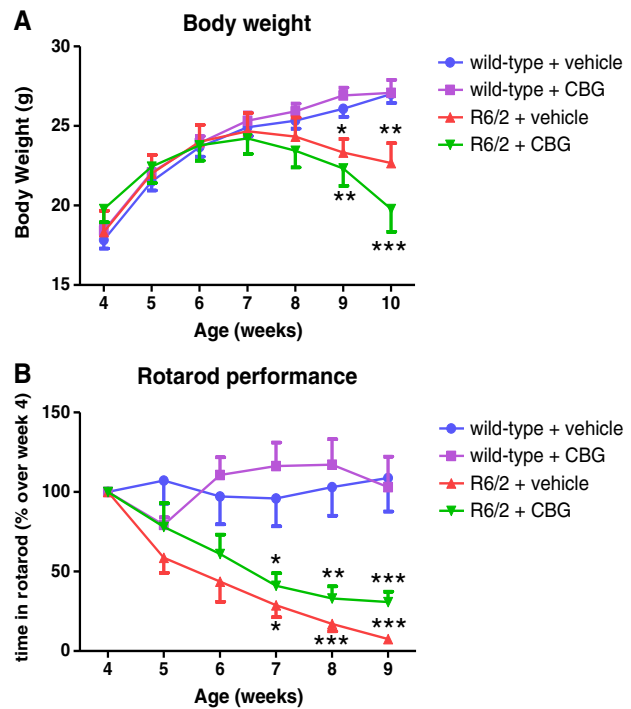 A
Body weight
30
25
20
15
Body Weight (g)
*
**
**
***
4 5 6 7 8 9 10
Age (weeks)
wild-type + vehicle
wild-type + CBG
R6/2 + vehicle
R6/2 + CBG
B
Rotarod performance
150
100
50
0
time in rotarod (% over week 4)
*
**
***
*
***
***
4 5 6 7 8 9
Age (weeks)
wild-type + vehicle
wild-type + CBG
R6/2 + vehicle
R6/2 + CBG